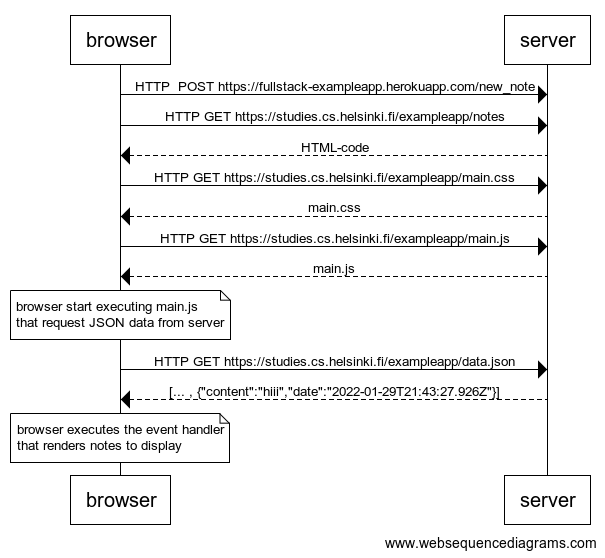 browser server
HTTP  POST https://fullstack-exampleapp.herokuapp.com/new_note
HTTP GET https://studies.cs.helsinki.fi/exampleapp/notes
HTML-code
HTTP GET https://studies.cs.helsinki.fi/exampleapp/main.css
main.css
HTTP GET https://studies.cs.helsinki.fi/exampleapp/main.js
main.js
browser start executing main.js
that request JSON data from server
HTTP GET https://studies.cs.helsinki.fi/exampleapp/data.json
[... , {"content":"hiii","date":"2022-01-29T21:43:27.926Z"}]
browser executes the event handler
that renders notes to display
browser server
www.websequencediagrams.com